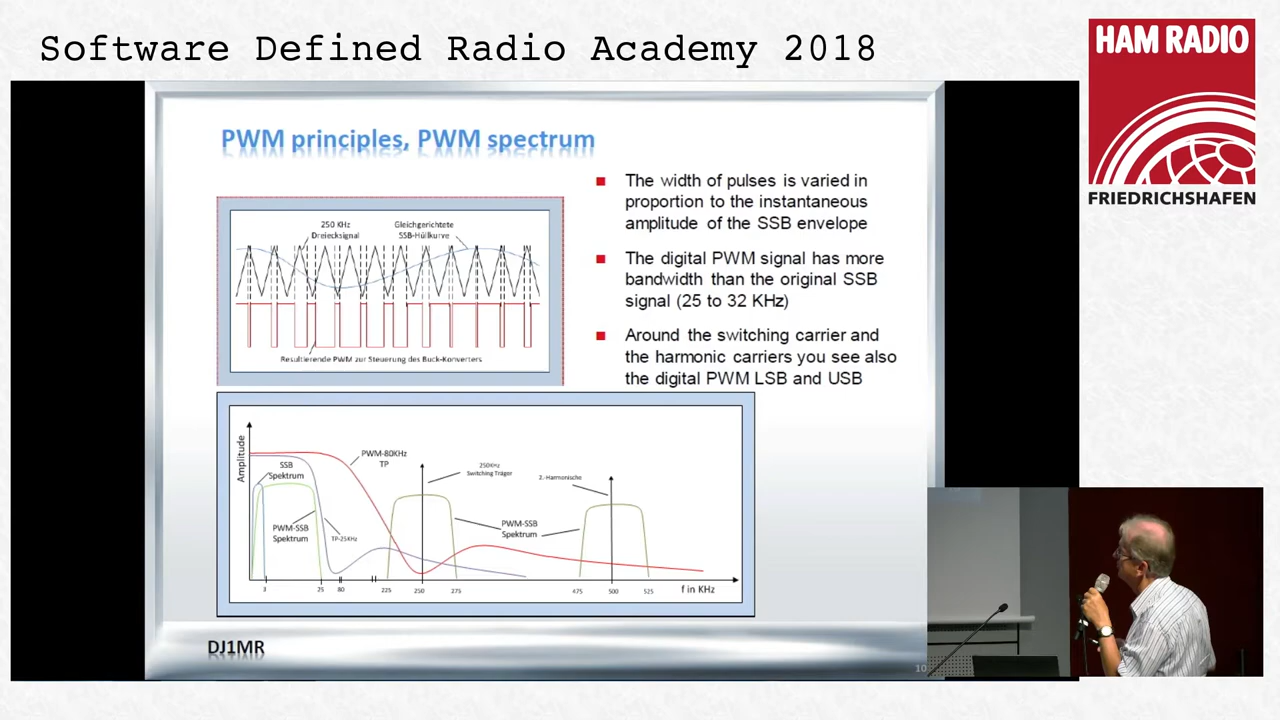 Software Defined Radio Academy 2018
HAM RADIO
FRIEDRICHSHAFEN
PWM principles, PWM spectrum
250 KHz
Dreiecksignal
Gleichgerichtete
SSB-Hüllkurve
Resultierende PWM zur Steuerung des Buck-Konverters
■ The width of pulses is varied in
proportion to the instantaneous
amplitude of the SSB envelope
■ The digital PWM signal has more
bandwidth than the original SSB
signal (25 to 32 KHz)
■ Around the switching carrier and
the harmonic carriers you see also
the digital PWM LSB and USB
Amplitude
SSB
Spektrum
PWM-SSB
Spektrum
TP-25KHz
PWM-80KHz
TP
250KHz
Switching Träger
2.-Harmonische
PWM-SSB
Spektrum
3 25 80 225 250 275 475 500 525
f in KHz
DJ1MR
10